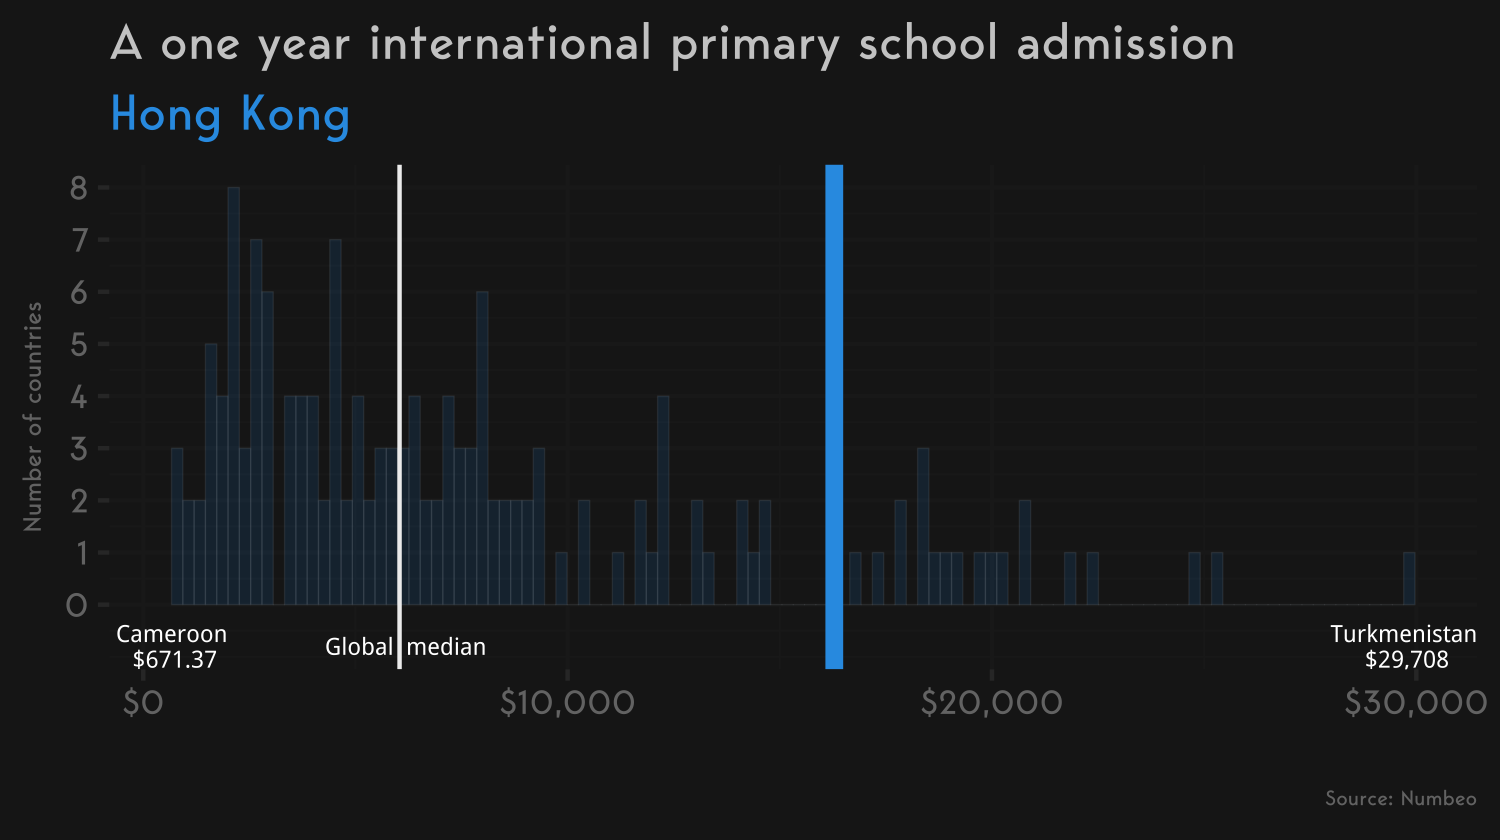 A one year international primary school admission
Hong Kong
Number of countries
8
7
6
5
4
3
2
1
0
Cameroon
$671.37
Global median
Turkmenistan
$29,708
$0 $10,000 $20,000 $30,000
Source: Numbeo